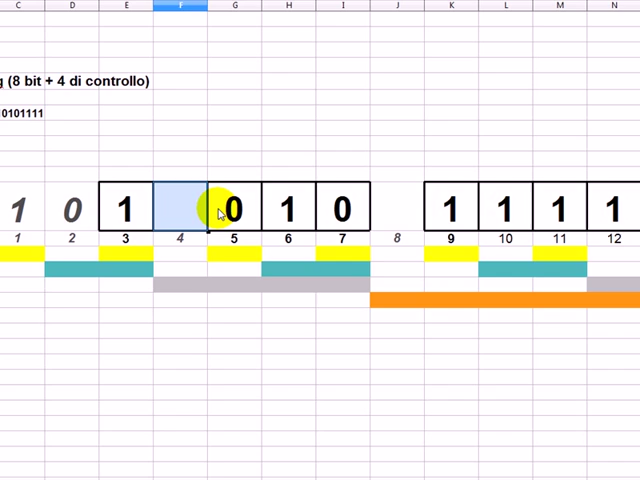 C D E F G H I J K L M N
g (8 bit + 4 di controllo)
0101111
1 0 1 0 1 0 1 1 1 1
1 2 3 4 5 6 7 8 9 10 11 12